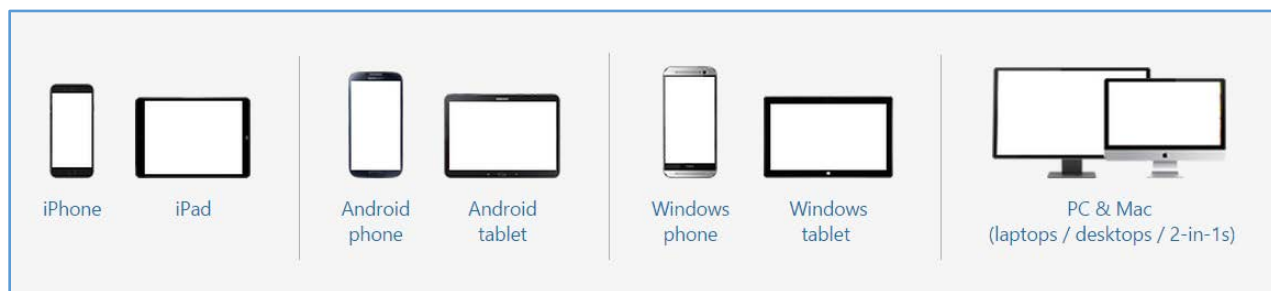 iPhone
iPad
Android
phone
Android
tablet
Windows
phone
Windows
tablet
PC & Mac
(laptops / desktops / 2-in-1s)